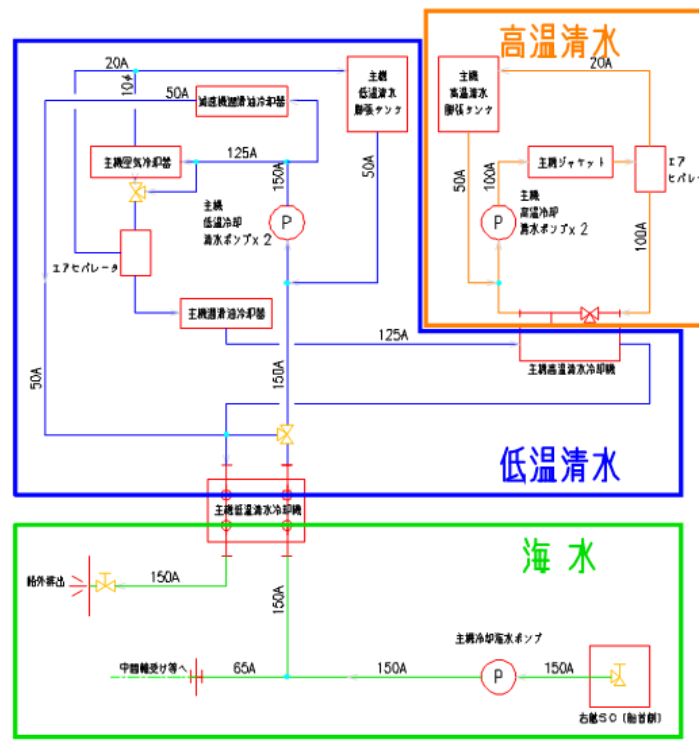 高温清水
20A
主機
高温清水
膨張タンク
主機ジャケット
エア
セパレータ
50A
100A
P
主機
高温冷却
清水ポンプx2
100A
20A
10φ
50A
減速機潤滑油冷却器
主機
低温清水
膨張タンク
主機空気冷却器
125A
150A
50A
主機
低温冷却
清水ポンプx2
P
エアセパレータ
主機潤滑油冷却器
125A
主機高温清水冷却機
50A
150A
低温清水
主機低温清水冷却機
海水
船外排出
150A
150A
主機冷却海水ポンプ
中間軸受け等へ
65A
150A
P
150A
右舷SC(船首側)